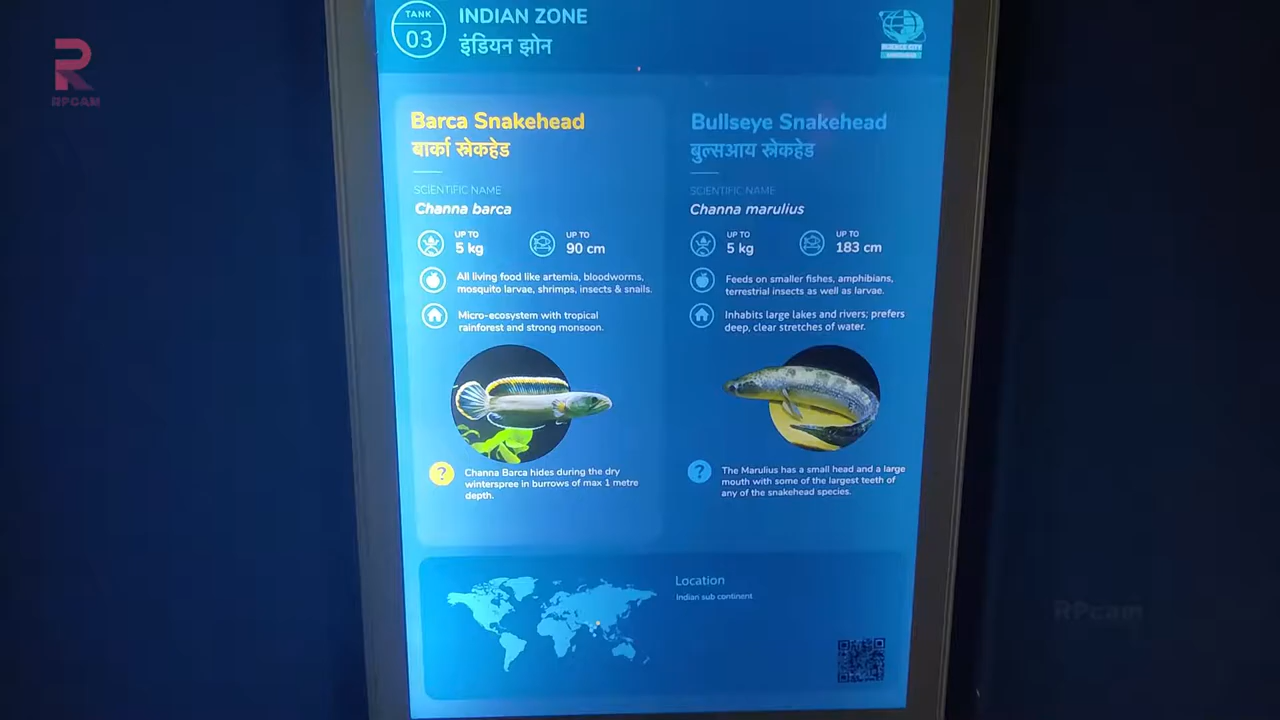 RPCAM
TANK
03
INDIAN ZONE
इंडियन झोन
SCIENCE CITY
Barca Snakehead
बार्का स्नेकहेड
SCIENTIFIC NAME
Channa barca
UP TO
5 kg
UP TO
90 cm
All living food like artemia, bloodworms,
mosquito larvae, shrimps, insects & snails.
Micro-ecosystem with tropical
rainforest and strong monsoon.
?
Channa Barca hides during the dry
winterspree in burrows of max 1 metre
depth.
Bullseye Snakehead
बुल्सआय स्नेकहेड
SCIENTIFIC NAME
Channa marulius
UP TO
5 kg
UP TO
183 cm
Feeds on smaller fishes, amphibians,
terrestrial insects as well as larvae.
Inhabits large lakes and rivers; prefers
deep, clear stretches of water.
?
The Marulius has a small head and a large
mouth with some of the largest teeth of
any of the snakehead species.
Location
Indian sub continent
RPcam